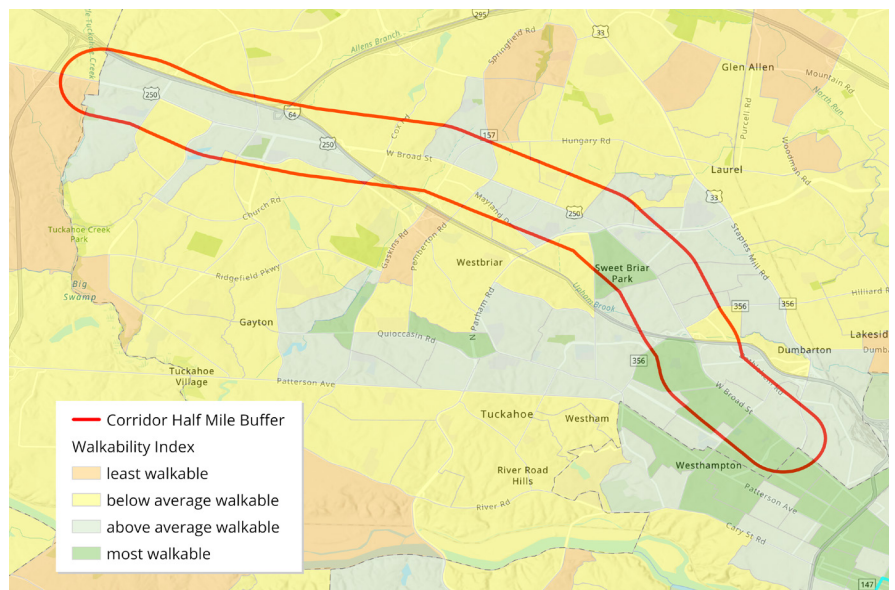 295
Springfield Rd
33
Allens Branch
Glen Allen
Mountain Rd
North Run
Purcell Rd
250
64
Cox Rd
157
Hungary Rd
Woodman Rd
250
W Broad St
Laurel
Mayland D
33
Church Rd
250
Staples Mill Rd
Tuckahoe Creek
Park
Gaskins Rd
Pemberton Rd
Westbriar
Sweet Briar
Park
Ridgefield Pkwy
Big
Swamp
Upham Brook
Hilliard R
356
356
N Parham Rd
Gayton
Quioccasin Rd
Lakeside
Dumbarton
Dumba
356
Tuckahoe
Village
Patterson Ave
W Broad St
Tuckahoe
Westham
Corridor Half Mile Buffer
Walkability Index
least walkable
below average walkable
above average walkable
most walkable
Westhampton
River Road
Hills
Patterson Ave
River Rd
Cary St Rd
147